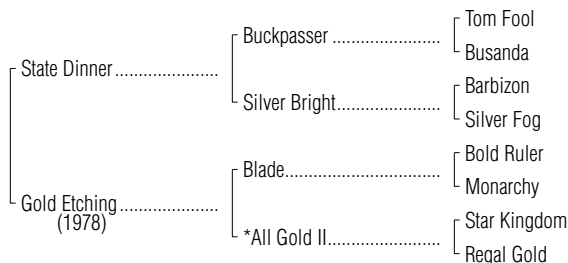 Tom Fool
Buckpasser ........................
Busanda
State Dinner .......................
Barbizon
Silver Bright.......................
Silver Fog
Bold Ruler
Blade..................................
Monarchy
Gold Etching ......................
(1978)
Star Kingdom
*All Gold II.........................
Regal Gold